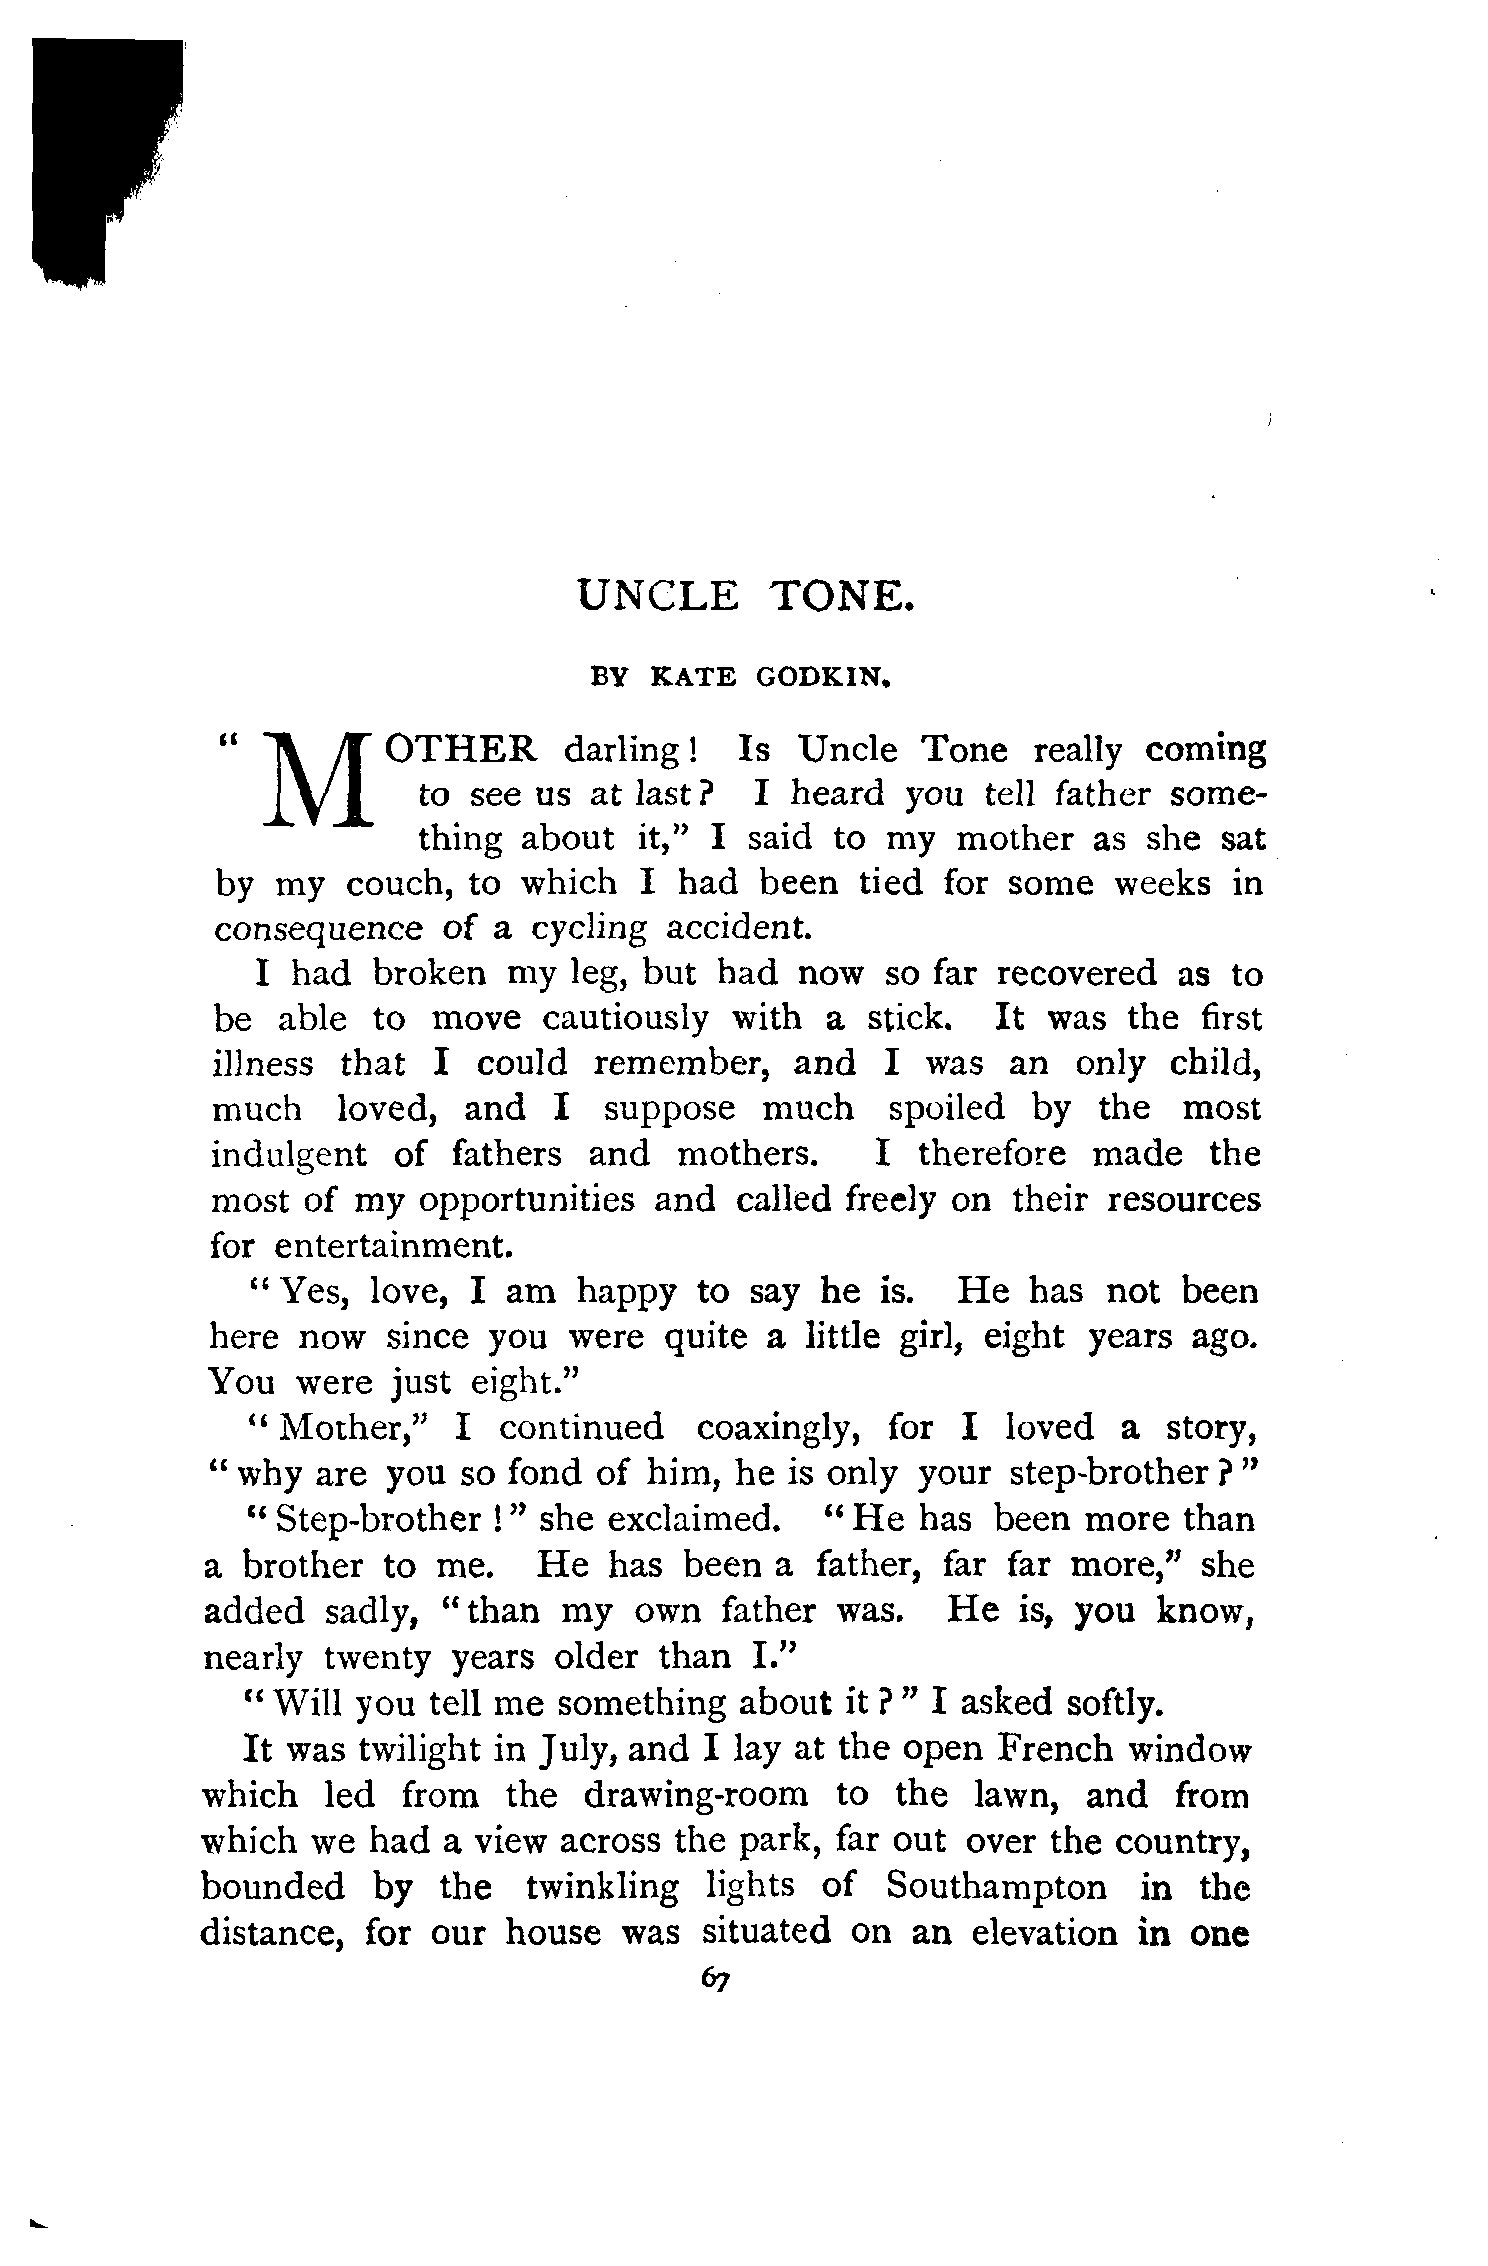 UNCLE TONE.
BY KATE GODKIN.
“MOTHER darling! Is Uncle Tone really coming
to see us at last? I heard you tell father some-
thing about it,” I said to my mother as she sat
by my couch, to which I had been tied for some weeks in
consequence of a cycling accident.
I had broken my leg, but had now so far recovered as to
be able to move cautiously with a stick. It was the first
illness that I could remember, and I was an only child,
much loved, and I suppose much spoiled by the most
indulgent of fathers and mothers. I therefore made the
most of my opportunities and called freely on their resources
for entertainment.
“Yes, love, I am happy to say he is. He has not been
here now since you were quite a little girl, eight years ago.
You were just eight.”
“Mother,” I continued coaxingly, for I loved a story,
“why are you so fond of him, he is only your step-brother?”
“Step-brother!” she exclaimed. “He has been more than
a brother to me. He has been a father, far far more,” she
added sadly, “than my own father was. He is, you know,
nearly twenty years older than I.”
“Will you tell me something about it?” I asked softly.
It was twilight in July, and I lay at the open French window
which led from the drawing-room to the lawn, and from
which we had a view across the park, far out over the country,
bounded by the twinkling lights of Southampton in the
distance, for our house was situated on an elevation in one
67